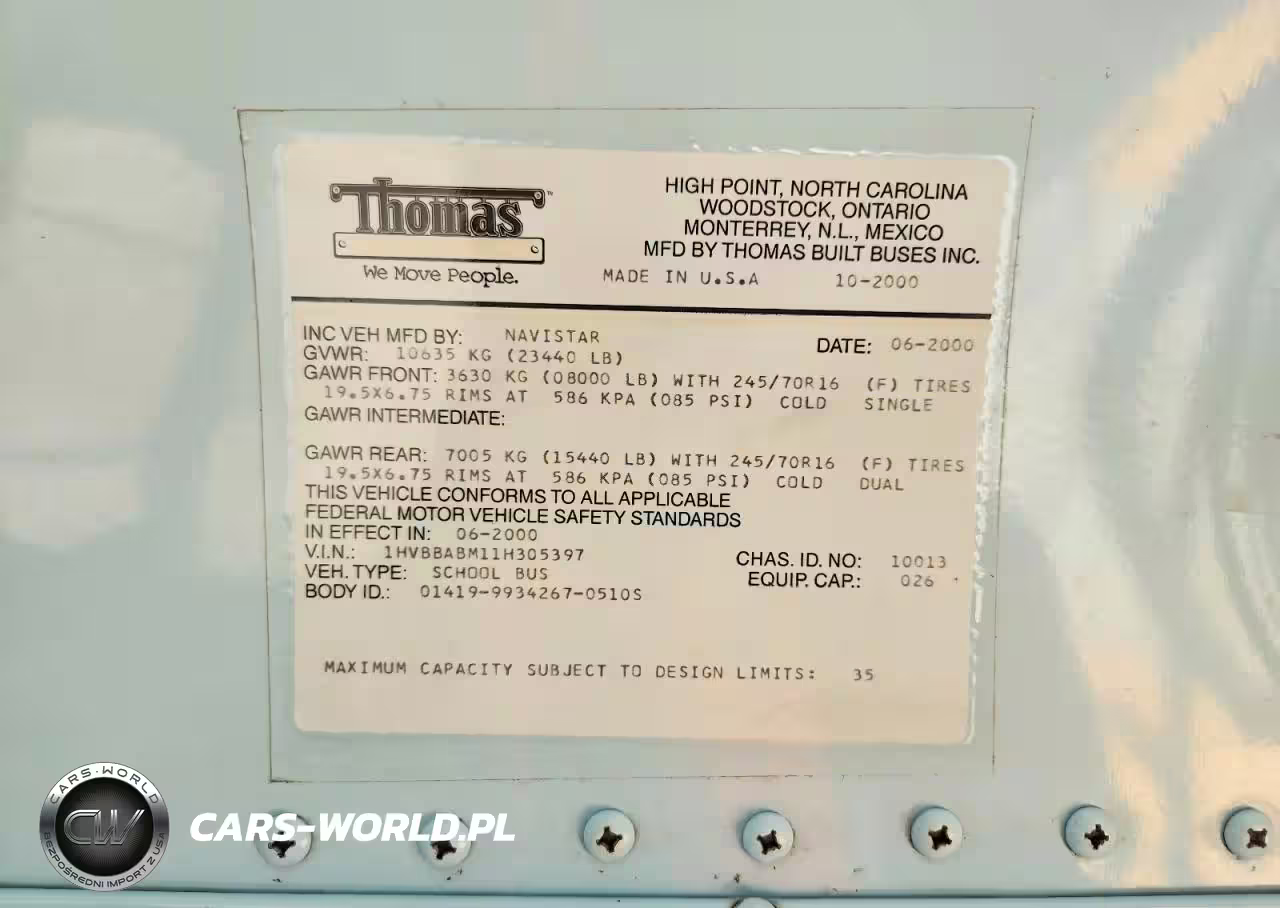 Thomas
We Move People.
HIGH POINT, NORTH CAROLINA
WOODSTOCK, ONTARIO
MONTERREY, N.L., MEXICO
MFD BY THOMAS BUILT BUSES INC.
MADE IN U.S.A 10-2000
INC VEH MFD BY: NAVISTAR DATE: 06-2000
GVWR: 10635 KG (23440 LB)
GAWR FRONT: 3630 KG (08000 LB) WITH 245/70R16 (F) TIRES
19.5X6.75 RIMS AT 586 KPA (085 PSI) COLD SINGLE
GAWR INTERMEDIATE:
GAWR REAR: 7005 KG (15440 LB) WITH 245/70R16 (F) TIRES
19.5X6.75 RIMS AT 586 KPA (085 PSI) COLD DUAL
THIS VEHICLE CONFORMS TO ALL APPLICABLE
FEDERAL MOTOR VEHICLE SAFETY STANDARDS
IN EFFECT IN: 06-2000
V.I.N.: 1HVBBABM11H305397 CHAS. ID. NO: 10013
VEH. TYPE: SCHOOL BUS EQUIP. CAP.: 026
BODY ID.: 01419-9934267-0510S
MAXIMUM CAPACITY SUBJECT TO DESIGN LIMITS: 35
CARS-WORLD
CW
BEZPOŚREDNI IMPORT Z USA
CARS-WORLD.PL